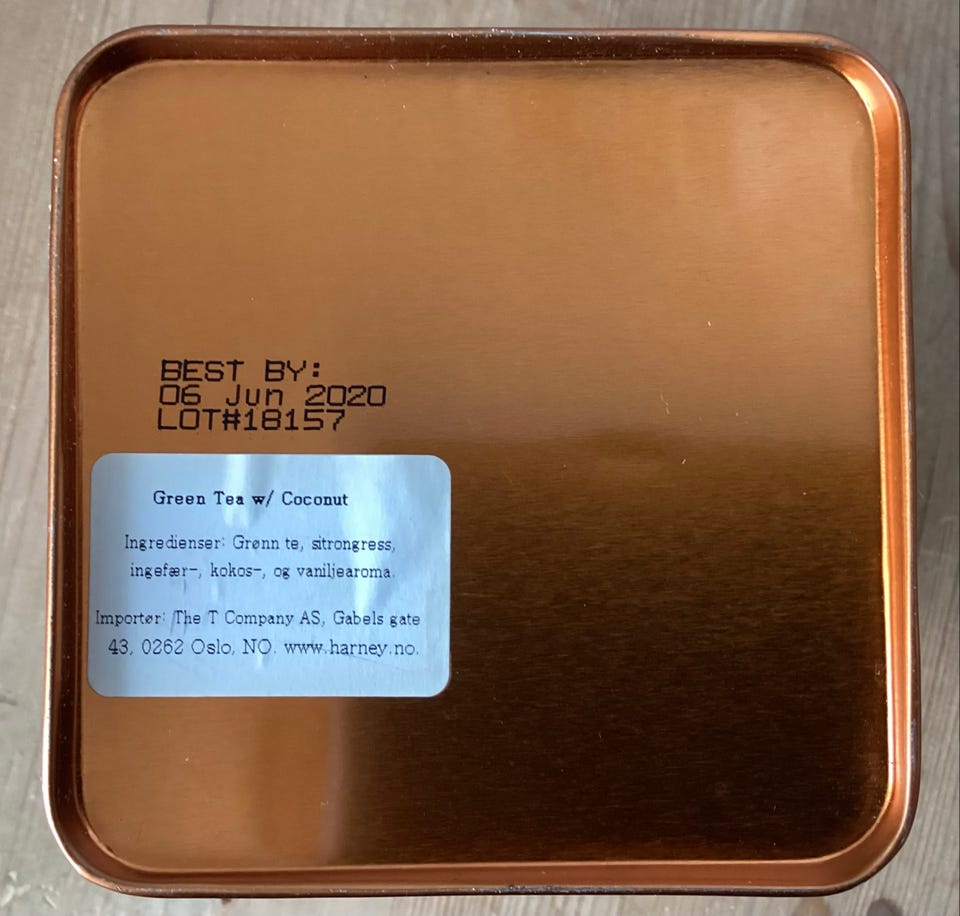 BEST BY:
06 Jun 2020
LOT#18157
Green Tea w/ Coconut
Ingredienser: Grønn te, sitrongress,
ingefær-, kokos-, og vaniljearoma.
Importør: The T Company AS, Gabels gate
43, 0262 Oslo, NO. www.harney.no.